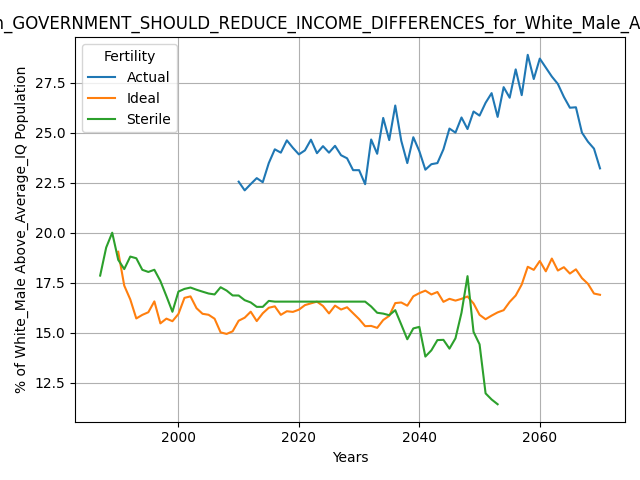 GOVERNMENT_SHOULD_REDUCE_INCOME_DIFFERENCES_for_White_Male_A
Fertility
Actual
Ideal
Sterile
% of White_Male Above_Average_IQ Population
27.5
25.0
22.5
20.0
17.5
15.0
12.5
2000
2020
2040
2060
Years